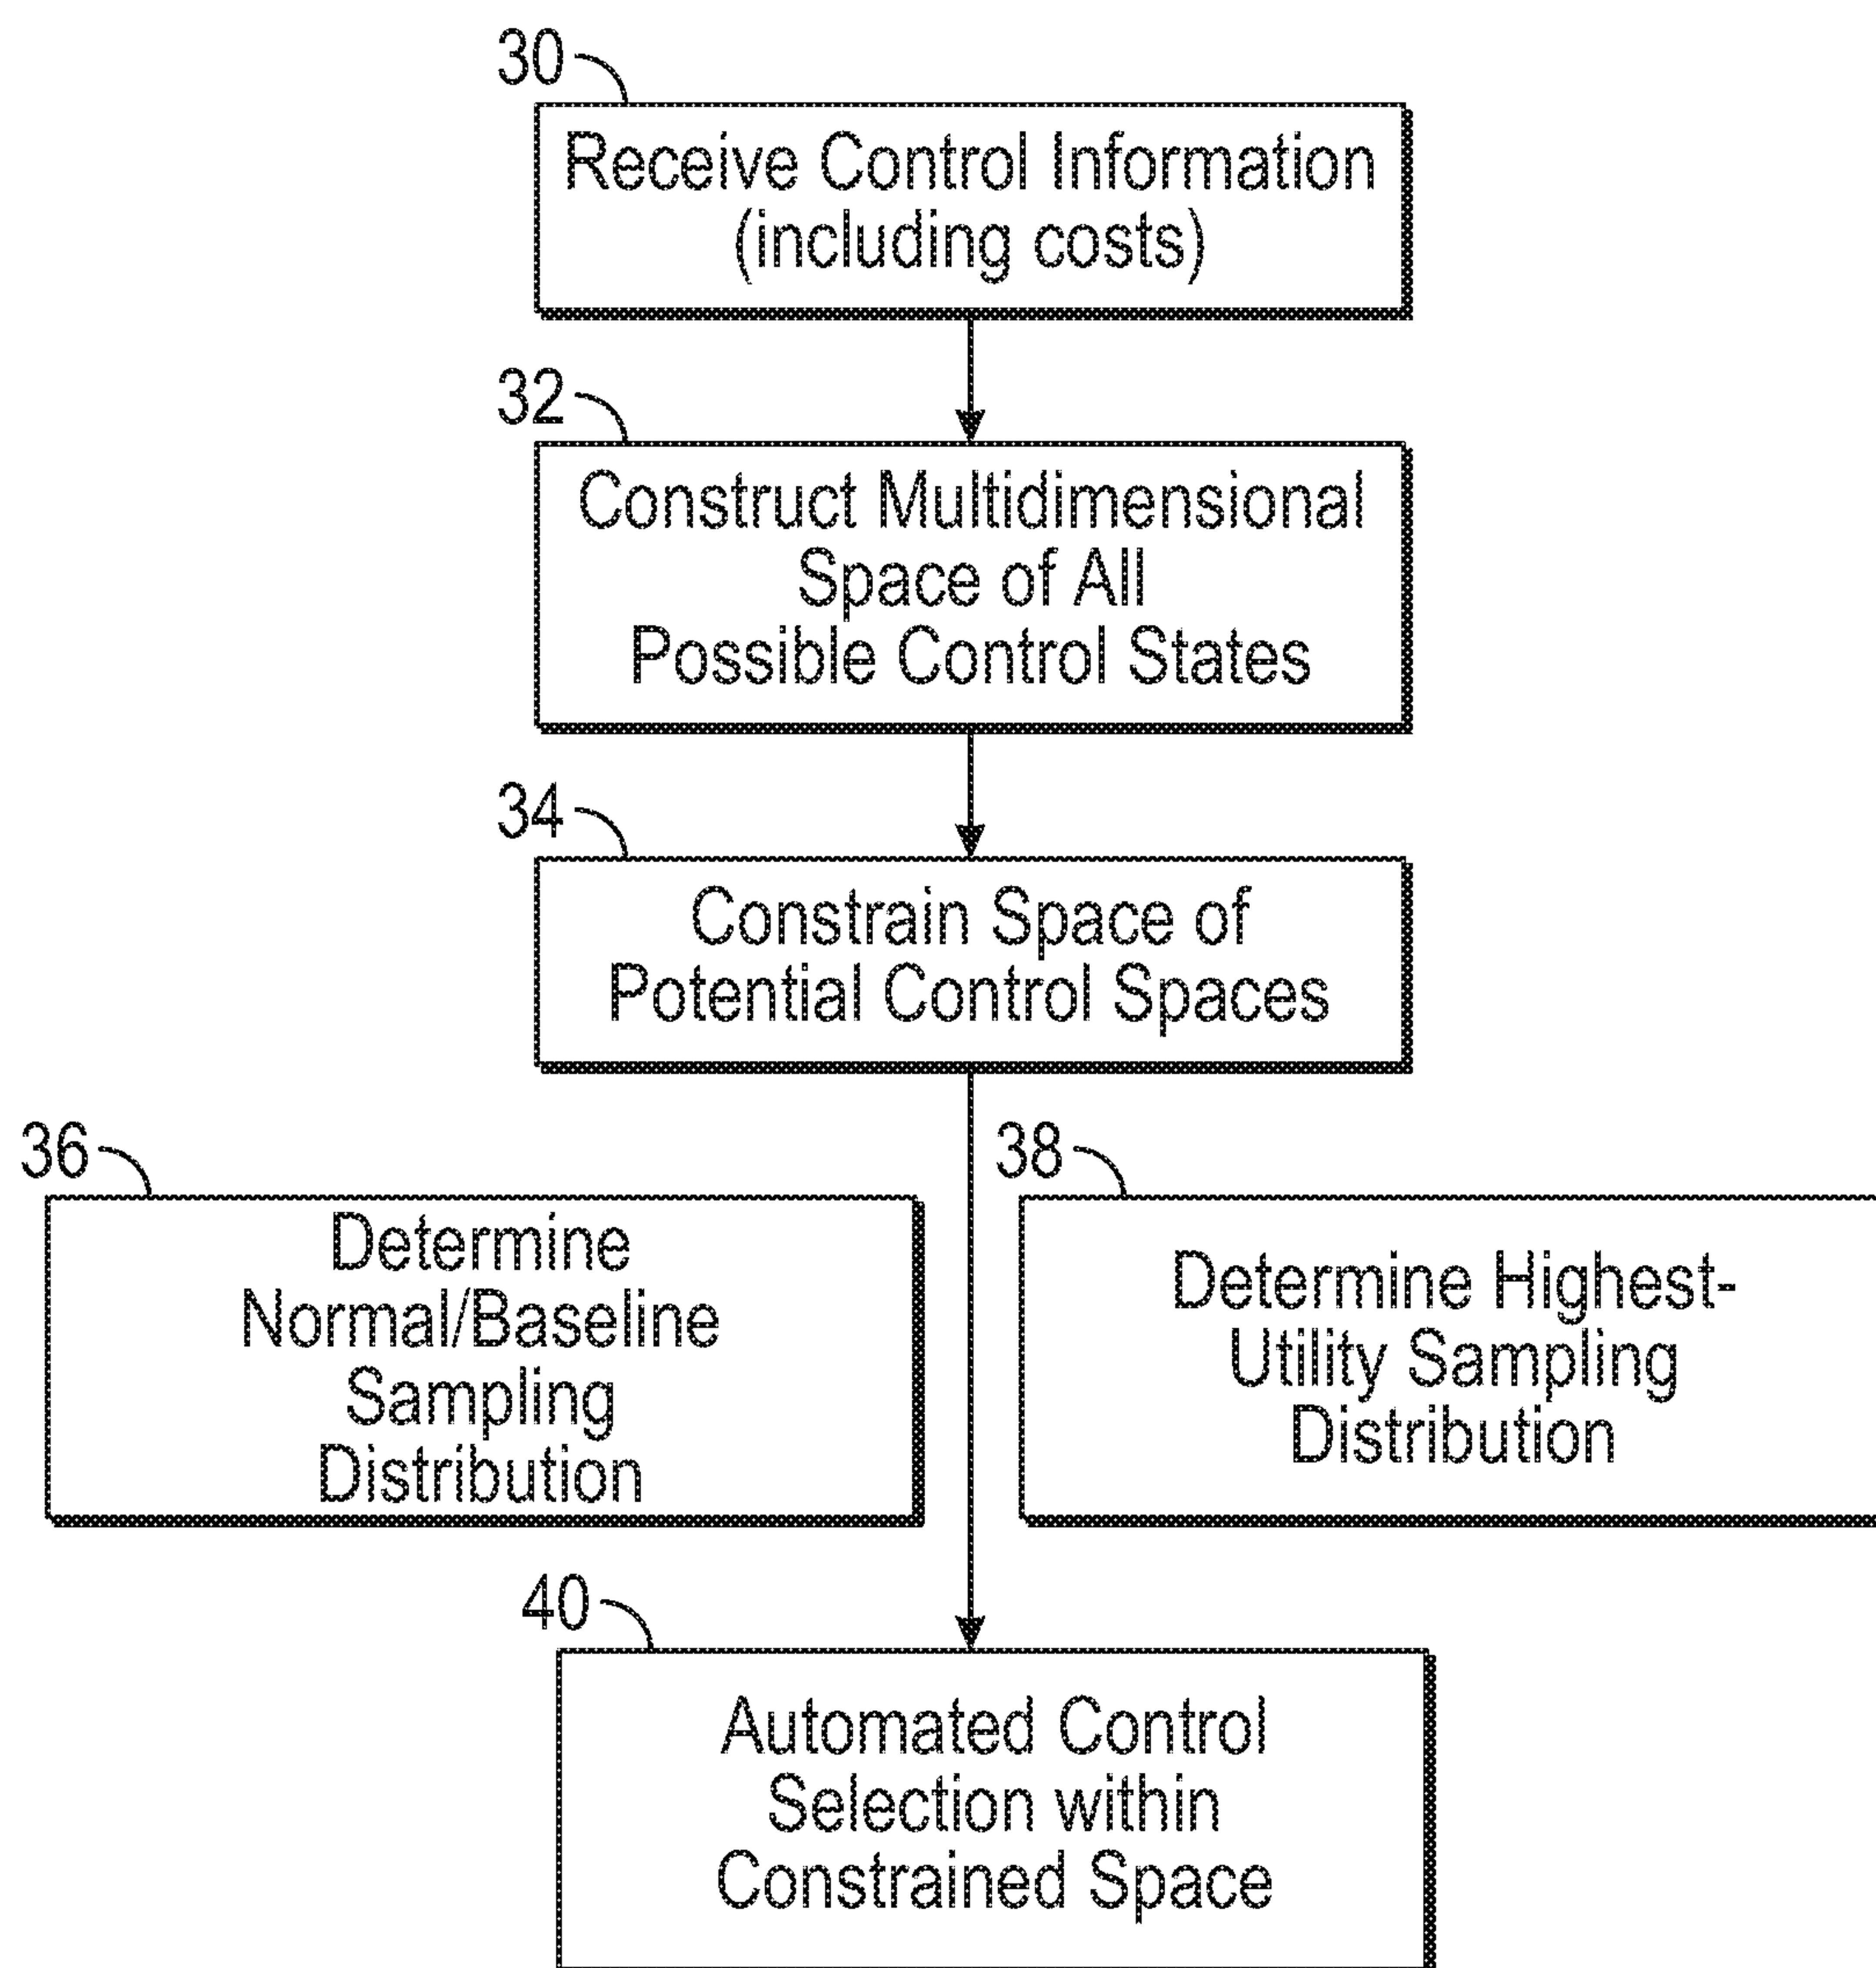 30
Receive Control Information
(including costs)
32
Construct Multidimensional
Space of All
Possible Control States
34
Constrain Space of
Potential Control Spaces
36
Determine
Normal/Baseline
Sampling
Distribution
38
Determine Highest-
Utility Sampling
Distribution
40
Automated Control
Selection within
Constrained Space